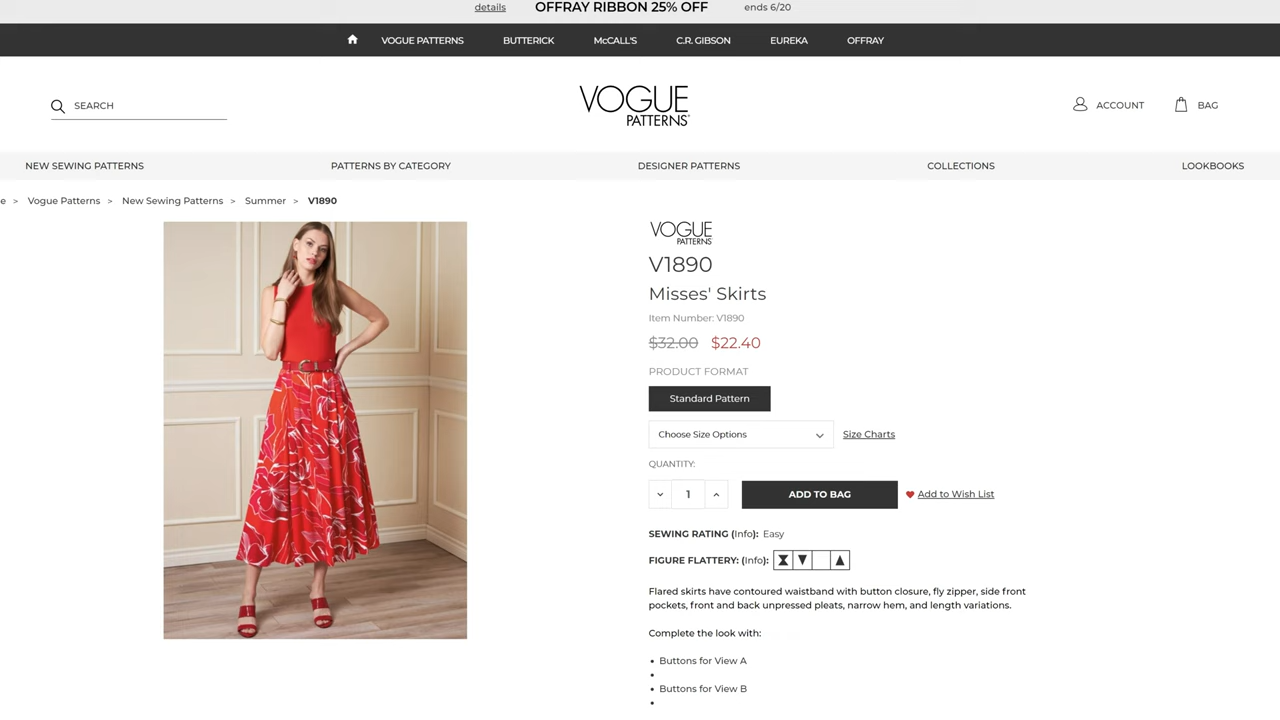 details OFFRAY RIBBON 25% OFF ends 6/20
VOGUE PATTERNS BUTTERICK McCALL'S C.R. GIBSON EUREKA OFFRAY
SEARCH
VOGUE
PATTERNS
ACCOUNT BAG
NEW SEWING PATTERNS PATTERNS BY CATEGORY DESIGNER PATTERNS COLLECTIONS LOOKBOOKS
e > Vogue Patterns > New Sewing Patterns > Summer > V1890
VOGUE
PATTERNS
V1890
Misses' Skirts
Item Number: V1890
$32.00 $22.40
PRODUCT FORMAT
Standard Pattern
Choose Size Options Size Charts
QUANTITY:
1 ADD TO BAG Add to Wish List
SEWING RATING (Info): Easy
FIGURE FLATTERY: (Info):
Flared skirts have contoured waistband with button closure, fly zipper, side front
pockets, front and back unpressed pleats, narrow hem, and length variations.
Complete the look with:
• Buttons for View A
•
• Buttons for View B
•